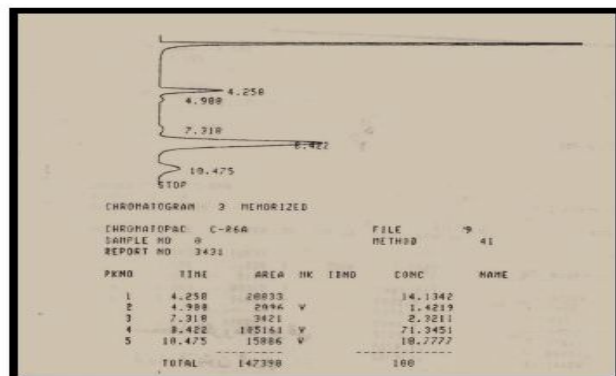 4.258
4.988
7.318
8.422
10.475
STOP
CHROMATOGRAM 3 MEMORIZED
CHROMATOPAC C-R6A FILE 9
SAMPLE NO 0 METHOD 41
REPORT NO 3431
PKNO TIME AREA MK IDNO CONC NAME
1 4.258 20833 14.1342
2 4.988 2096 V 1.4219
3 7.318 3421 2.3211
4 8.422 105161 V 71.3451
5 10.475 15886 V 10.7777
TOTAL 147398 100